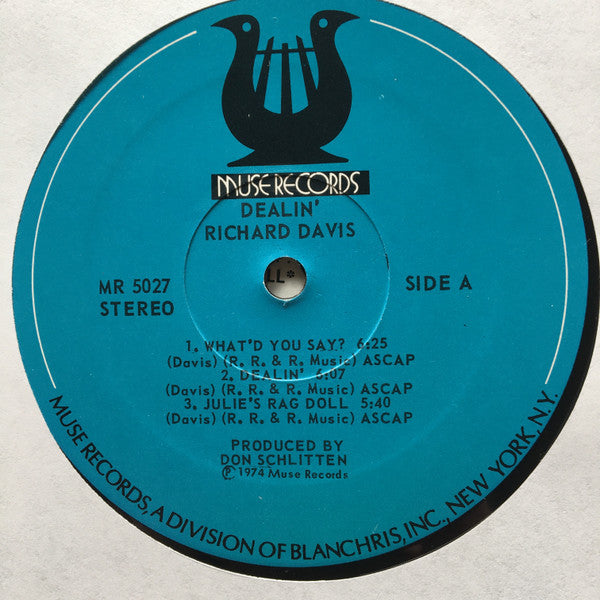 MUSE RECORDS
DEALIN'
RICHARD DAVIS
MR 5027
STEREO
SIDE A
LL*
1. WHAT'D YOU SAY? 6:25
(Davis) (R. R. & R. Music) ASCAP
2. DEALIN' 6:07
(Davis) (R. R. & R. Music) ASCAP
3. JULIE'S RAG DOLL 5:40
(Davis) (R. R. & R. Music) ASCAP
PRODUCED BY
DON SCHLITTEN
℗ 1974 Muse Records
MUSE RECORDS, A DIVISION OF BLANCHRIS, INC., NEW YORK, N.Y.